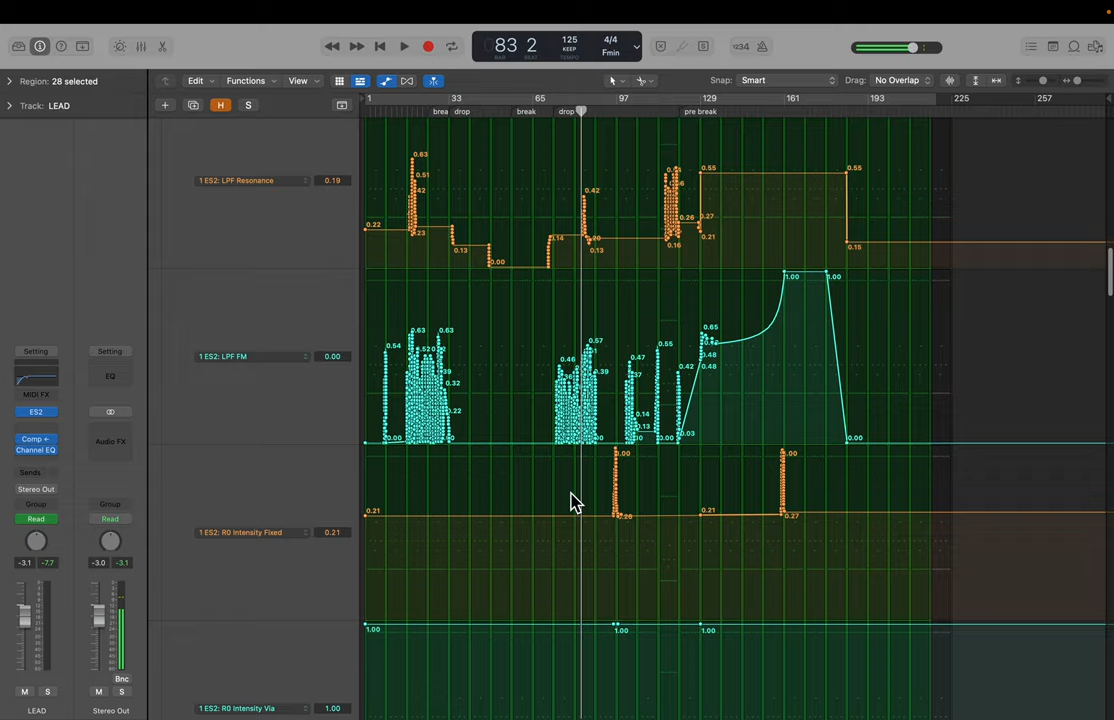 83 2
125
4/4
KEEP
Fmin
BAR
BEAT
TEMPO
1234
Region: 28 selected
Edit
Functions
View
Snap: Smart
Drag: No Overlap
Track: LEAD
H
S
1 33 65 97 129 161 193 225 257
brea drop break drop pre break
1 ES2: LPF Resonance 0.19
0.22
0.63
0.51
0.13
0.00
0.14
0.42
0.13
0.16
0.26
0.27
0.21
0.55
0.55
0.15
1 ES2: LPF FM 0.00
0.54
0.00
0.63
0.63
0.32
0.22
0.46
0.57
0.39
0.47
0.14
0.13
0.55
0.00
0.42
0.03
0.65
0.48
0.48
1.00
1.00
0.00
1 ES2: R0 Intensity Fixed 0.21
0.21
0.21
0.27
1 ES2: R0 Intensity Via 1.00
1.00
1.00
1.00
Setting
Setting
EQ
MIDI FX
ES2
Comp
Channel EQ
Audio FX
Sends
Stereo Out
Group
Group
Read
Read
-3.1 -7.7
-3.0 -3.1
Bnc
M S
M S
LEAD
Stereo Out